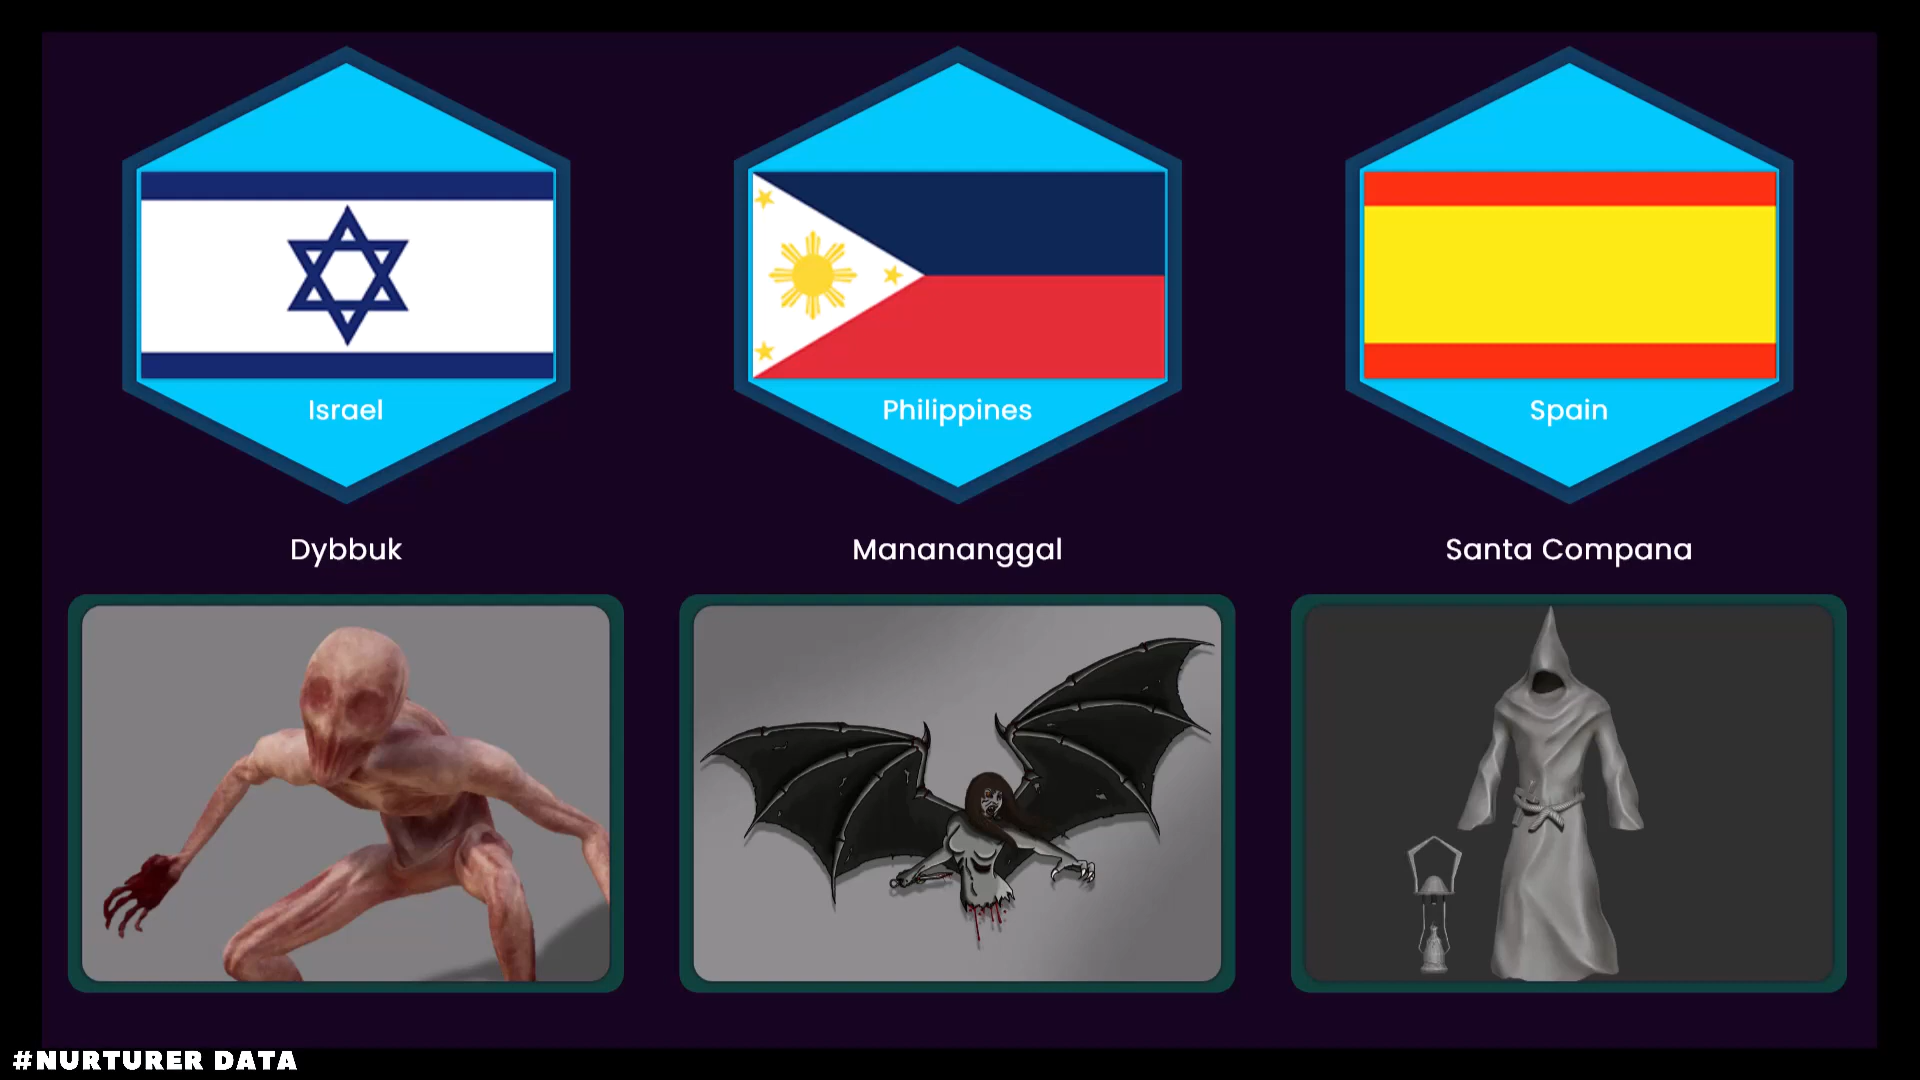 Israel
Philippines
Spain
Dybbuk
Manananggal
Santa Compana
#NURTURER DATA